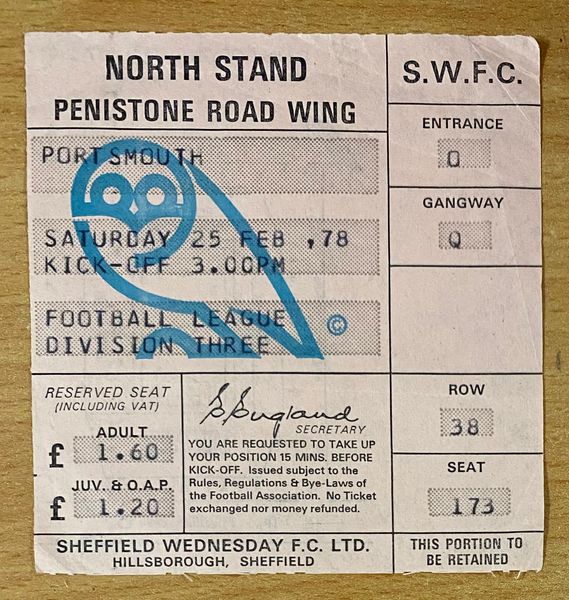 NORTH STAND
PENISTONE ROAD WING
PORTSMOUTH
SATURDAY 25 FEB ,78
KICK-OFF 3.00PM
FOOTBALL LEAGUE
DIVISION THREE
©
RESERVED SEAT
(INCLUDING VAT)
ADULT
£ 1.60
JUV. & O.A.P.
£ 1.20
S. England
SECRETARY
YOU ARE REQUESTED TO TAKE UP
YOUR POSITION 15 MINS. BEFORE
KICK-OFF. Issued subject to the
Rules, Regulations & Bye-Laws of
the Football Association. No Ticket
exchanged nor money refunded.
SHEFFIELD WEDNESDAY F.C. LTD.
HILLSBOROUGH, SHEFFIELD
S.W.F.C.
ENTRANCE
O
GANGWAY
Q
ROW
38
SEAT
173
THIS PORTION TO
BE RETAINED